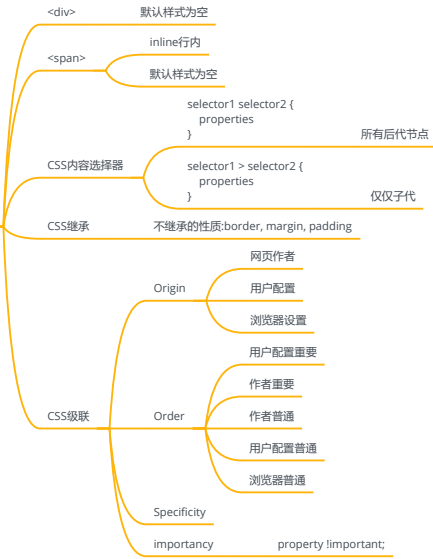 <div>
默认样式为空
<span>
inline行内
默认样式为空
CSS内容选择器
selector1 selector2 {
properties
}
所有后代节点
selector1 > selector2 {
properties
}
仅仅子代
CSS继承
不继承的性质:border, margin, padding
CSS级联
Origin
网页作者
用户配置
浏览器设置
Order
用户配置重要
作者重要
作者普通
用户配置普通
浏览器普通
Specificity
importancy
property !important;